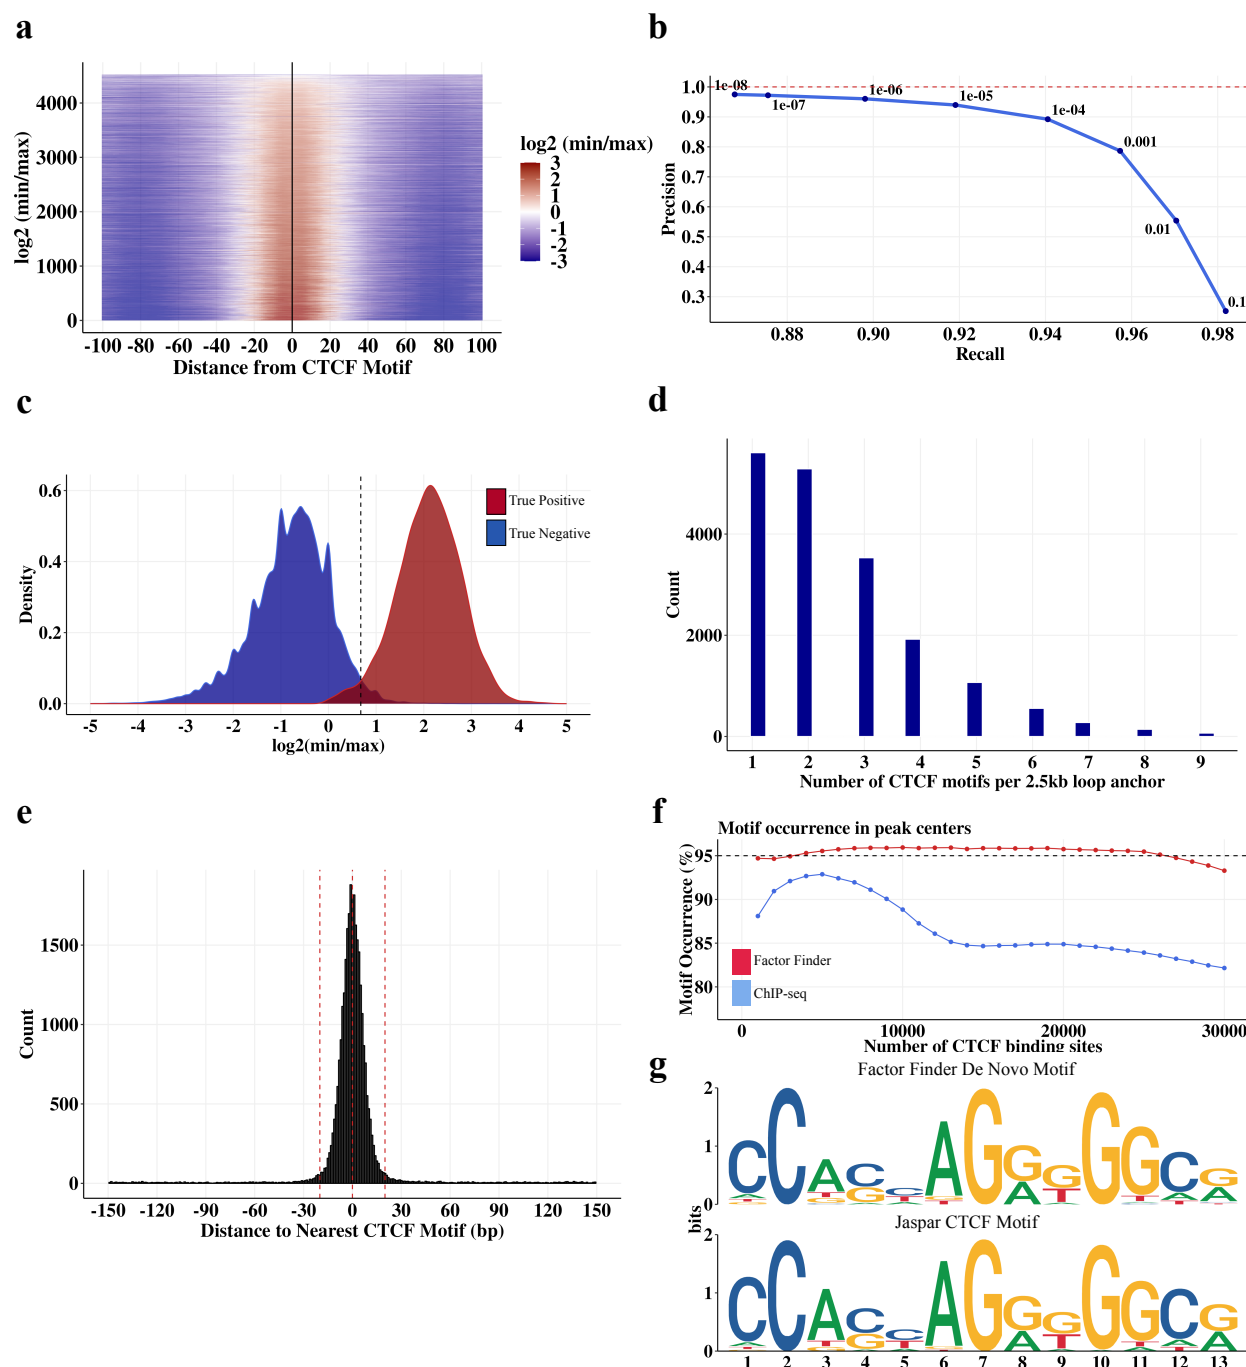 a
log2 (min/max)
4000
3000
2000
1000
0
-100 -80 -60 -40 -20 0 20 40 60 80 100
Distance from CTCF Motif
log2 (min/max)
3
2
1
0
-1
-2
-3
b
Precision
1.0
0.9
0.8
0.7
0.6
0.5
0.4
0.3
1e-08
1e-07
1e-06
1e-05
1e-04
0.001
0.01
0.1
0.88 0.90 0.92 0.94 0.96 0.98
Recall
c
Density
0.6
0.4
0.2
0.0
True Positive
True Negative
-5 -4 -3 -2 -1 0 1 2 3 4 5
log2(min/max)
d
Count
4000
2000
0
1 2 3 4 5 6 7 8 9
Number of CTCF motifs per 2.5kb loop anchor
e
Count
1500
1000
500
0
-150 -120 -90 -60 -30 0 30 60 90 120 150
Distance to Nearest CTCF Motif (bp)
f
Motif occurrence in peak centers
Motif Occurrence (%)
95
90
85
80
Factor Finder
ChIP-seq
0 10000 20000 30000
Number of CTCF binding sites
g
Factor Finder De Novo Motif
2
1
0
bits
Jaspar CTCF Motif
2
1
0
1 2 3 4 5 6 7 8 9 10 11 12 13